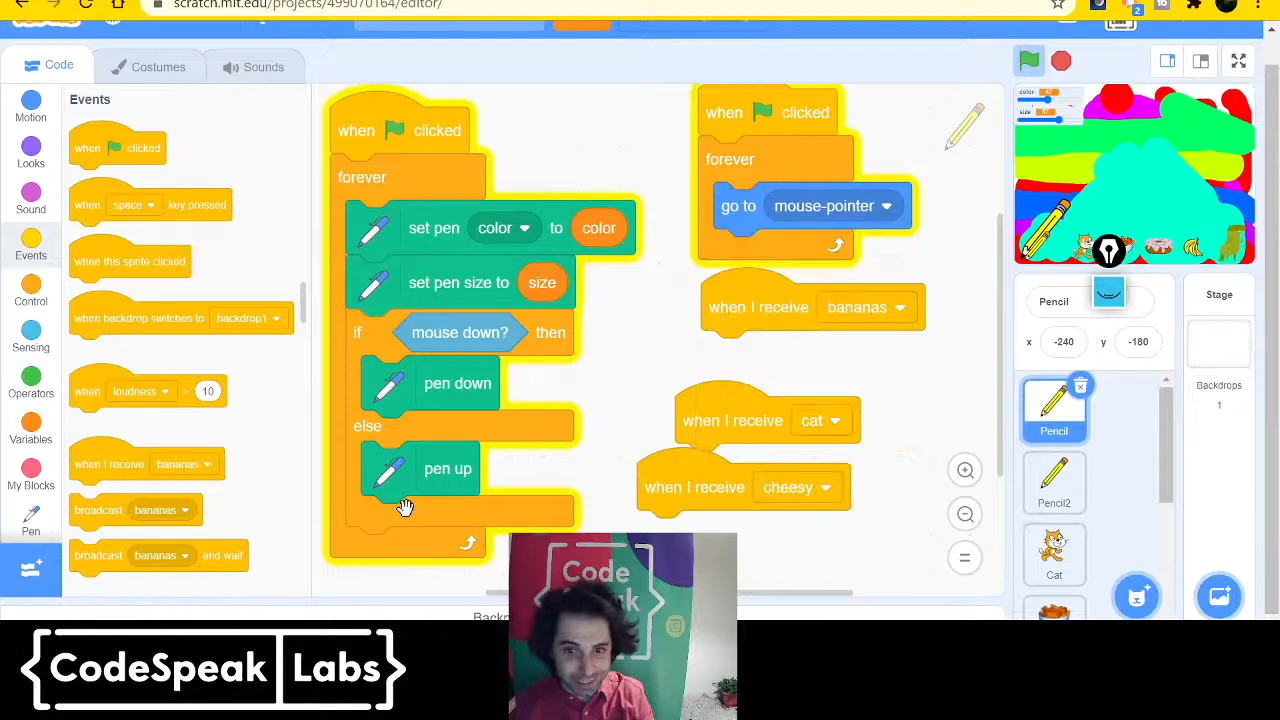 scratch.mit.edu/projects/499070164/editor/
2
Code
Costumes
Sounds
Motion
Looks
Sound
Events
Control
Sensing
Operators
Variables
My Blocks
Pen
Events
when clicked
when space key pressed
when this sprite clicked
when backdrop switches to backdrop1
when loudness > 10
when I receive bananas
broadcast bananas
broadcast bananas and wait
when clicked
forever
set pen color to color
set pen size to size
if mouse down? then
pen down
else
pen up
when clicked
forever
go to mouse-pointer
when I receive bananas
when I receive cat
when I receive cheesy
color
size
Pencil
x -240 y -180
Pencil
Pencil2
Cat
Stage
Backdrops
1
{CodeSpeak Labs}
Code